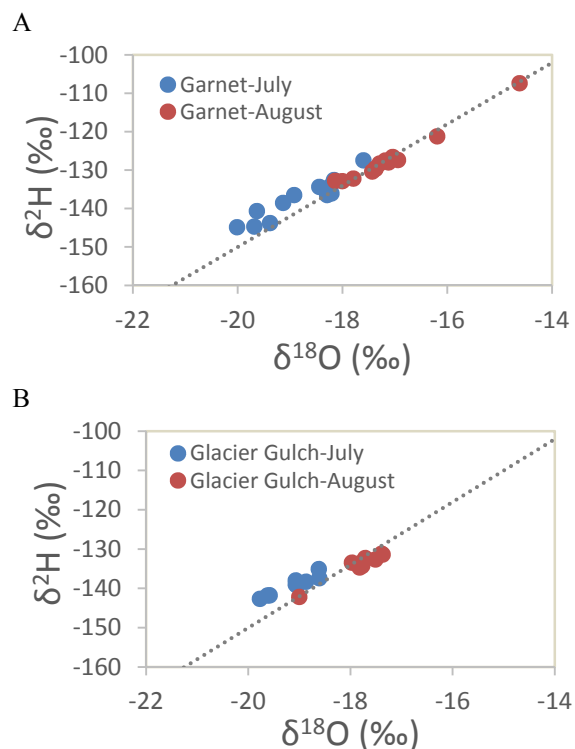 A
-100
-110
-120
-130
-140
-150
-160
δ²H (‰)
Garnet-July
Garnet-August
-22 -20 -18 -16 -14
δ¹⁸O (‰)
B
-100
-110
-120
-130
-140
-150
-160
δ²H (‰)
Glacier Gulch-July
Glacier Gulch-August
-22 -20 -18 -16 -14
δ¹⁸O (‰)